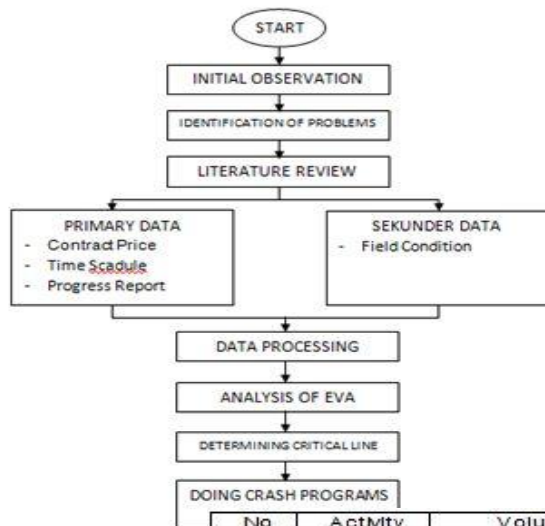 START
INITIAL OBSERVATION
IDENTIFICATION OF PROBLEMS
LITERATURE REVIEW
PRIMARY DATA
- Contract Price
- Time Scadule
- Progress Report
SEKUNDER DATA
- Field Condition
DATA PROCESSING
ANALYSIS OF EVA
DETERMINING CRITICAL LINE
DOING CRASH PROGRAMS
No Activity Volu